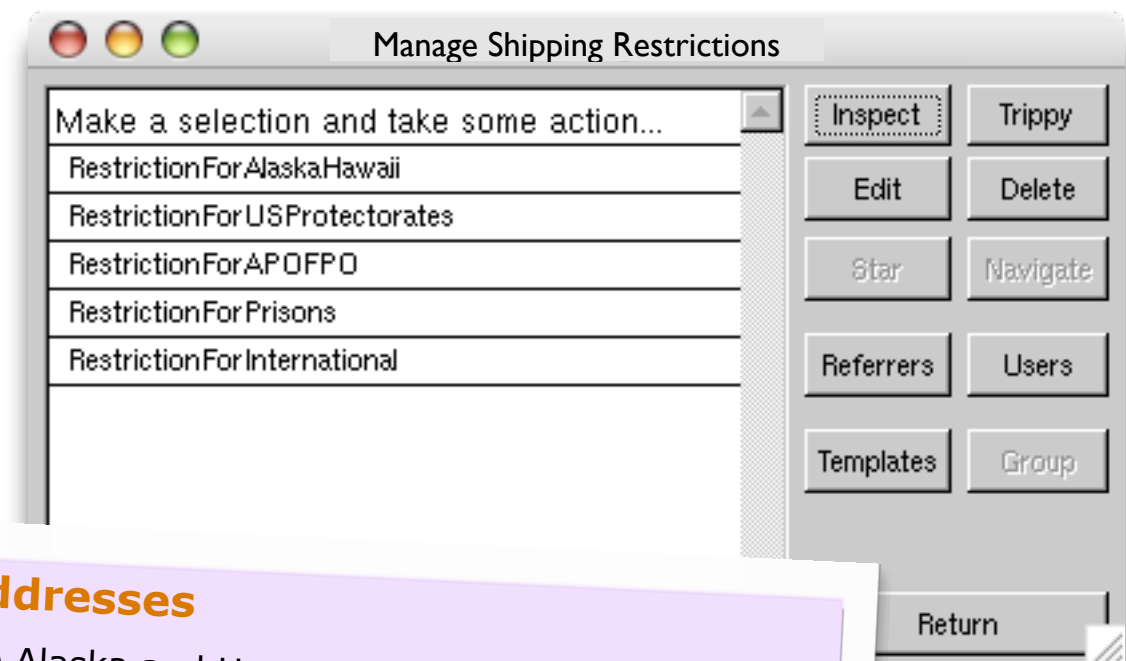 Manage Shipping Restrictions
Make a selection and take some action...
RestrictionForAlaskaHawaii
RestrictionForUSProtectorates
RestrictionForAPOFPO
RestrictionForPrisons
RestrictionForInternational
Inspect Trippy
Edit Delete
Star Navigate
Referrers Users
Templates Group
Return
ddresses
Alaska